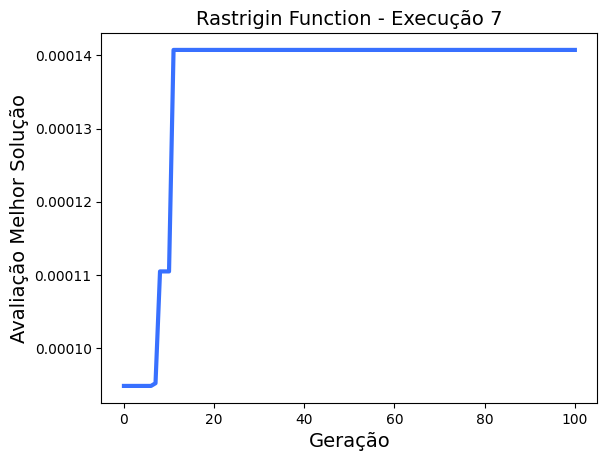 Rastrigin Function - Execução 7
Avaliação Melhor Solução
0.00014
0.00013
0.00012
0.00011
0.00010
0 20 40 60 80 100
Geração